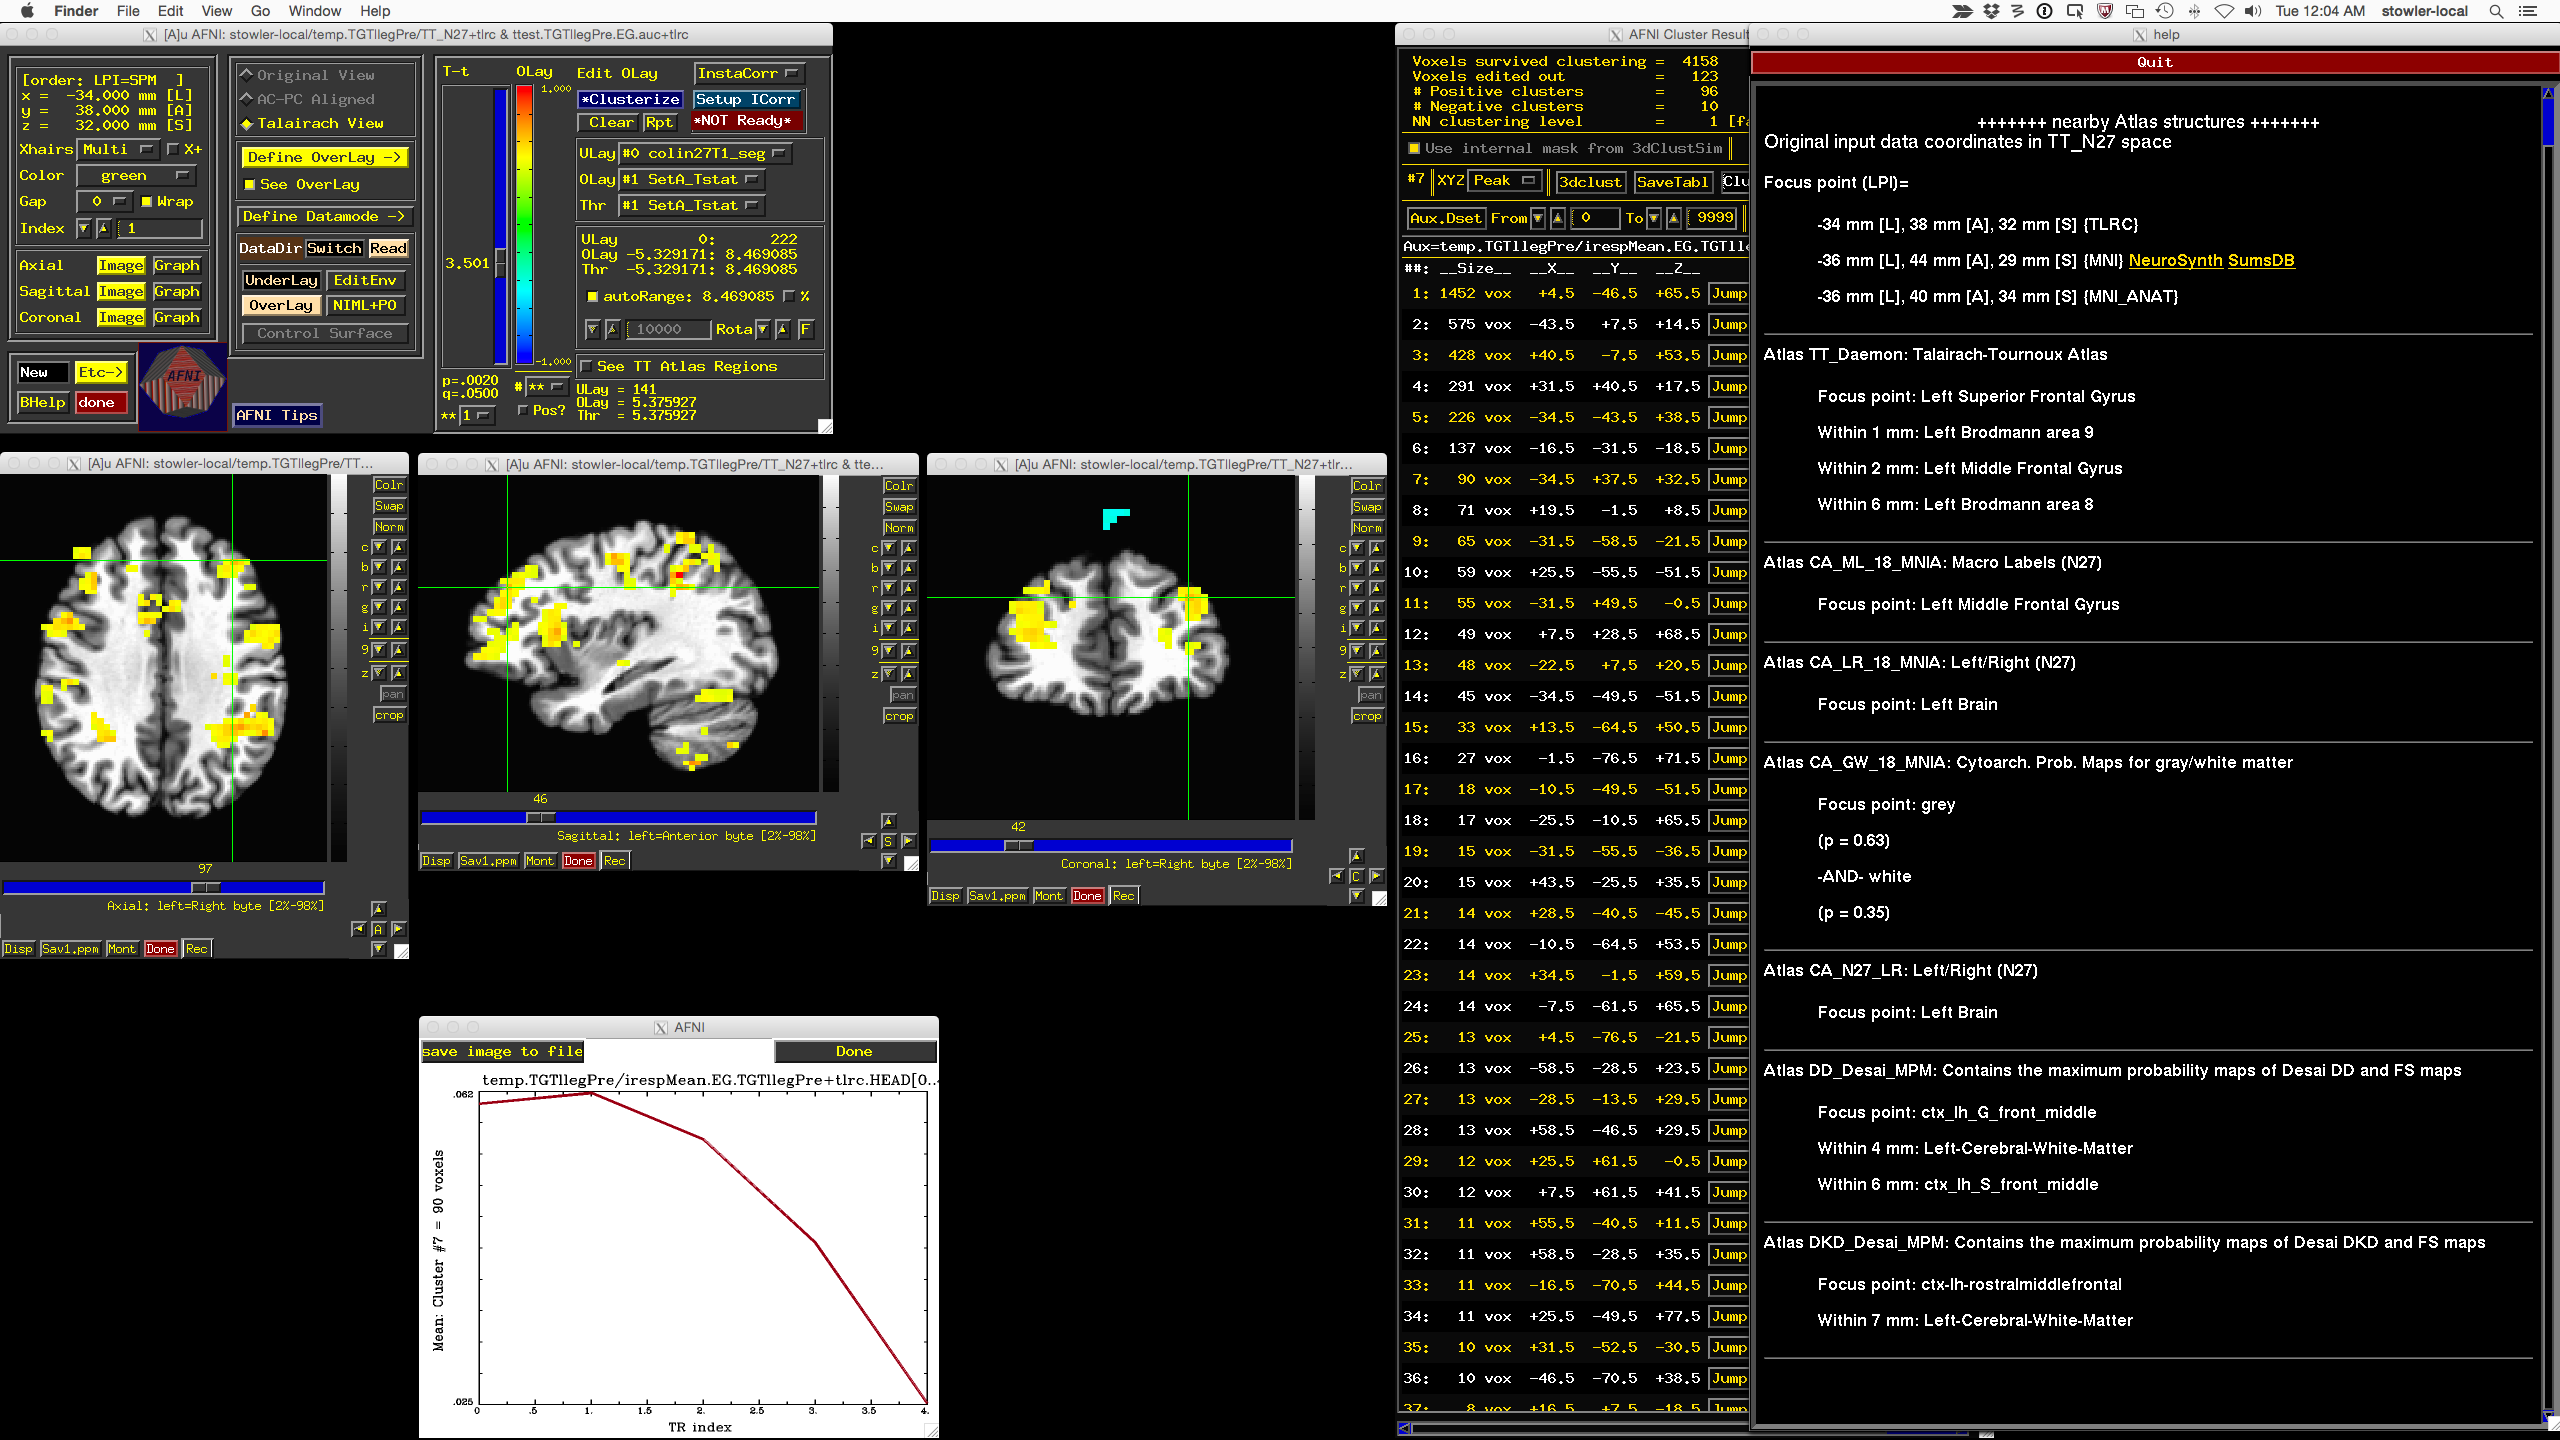 Finder File Edit View Go Window Help
Tue 12:04 AM stowler-local
[A]u AFNI: stowler-local/temp.TGTllegPre/TT_N27+tlrc & ttest.TGTllegPre.EG.auc+tlrc
[order: LPI=SPM ]
x = -34.000 mm [L]
y = 38.000 mm [A]
z = 32.000 mm [S]
Xhairs Multi X+
Color green
Gap 0 Wrap
Index 1
Axial Image Graph
Sagittal Image Graph
Coronal Image Graph
New Etc->
BHelp done
AFNI
AFNI Tips
Original View
AC-PC Aligned
Talairach View
Define OverLay ->
See OverLay
Define Datamode ->
DataDir Switch Read
UnderLay EditEnv
OverLay NIML+PO
Control Surface
T-t OLay Edit OLay InstaCorr
1.000
*Clusterize Setup ICorr
Clear Rpt *NOT Ready*
ULay #0 colin27T1_seg
OLay #1 SetA_Tstat
Thr #1 SetA_Tstat
3.501
ULay 0: 222
OLay -5.329171: 8.469085
Thr -5.329171: 8.469085
autoRange: 8.469085 %
10000 Rota F
-1.000
See TT Atlas Regions
p=.0020
q=.0500
# **
** 1
Pos?
ULay = 141
OLay = 5.375927
Thr = 5.375927
[A]u AFNI: stowler-local/temp.TGTllegPre/TT...
Colr
Swap
Norm
c
b
r
g
i
9
z
pan
crop
97
Axial: left=Right byte [2%-98%]
A
Disp Sav1.ppm Mont Done Rec
[A]u AFNI: stowler-local/temp.TGTllegPre/TT_N27+tlrc & tte...
Colr
Swap
Norm
c
b
r
g
i
9
z
pan
crop
46
Sagittal: left=Anterior byte [2%-98%]
S
Disp Sav1.ppm Mont Done Rec
[A]u AFNI: stowler-local/temp.TGTllegPre/TT_N27+tlr...
Colr
Swap
Norm
c
b
r
g
i
9
z
pan
crop
42
Coronal: left=Right byte [2%-98%]
C
Disp Sav1.ppm Mont Done Rec
AFNI
save image to file Done
temp.TGTllegPre/irespMean.EG.TGTllegPre+tlrc.HEAD[0..
.062
Mean: Cluster #7 = 90 voxels
.025
0 .5 1. 1.5 2. 2.5 3. 3.5 4.
TR index
AFNI Cluster Result
Voxels survived clustering = 4158
Voxels edited out = 123
# Positive clusters = 96
# Negative clusters = 10
NN clustering level = 1 [fa
Use internal mask from 3dClustSim
#7 XYZ Peak 3dclust SaveTabl Clu
Aux.Dset From 0 To 9999
Aux=temp.TGTllegPre/irespMean.EG.TGTlle
##: __Size__ __X__ __Y__ __Z__
1: 1452 vox +4.5 -46.5 +65.5 Jump
2: 575 vox -43.5 +7.5 +14.5 Jump
3: 428 vox +40.5 -7.5 +53.5 Jump
4: 291 vox +31.5 +40.5 +17.5 Jump
5: 226 vox -34.5 -43.5 +38.5 Jump
6: 137 vox -16.5 -31.5 -18.5 Jump
7: 90 vox -34.5 +37.5 +32.5 Jump
8: 71 vox +19.5 -1.5 +8.5 Jump
9: 65 vox -31.5 -58.5 -21.5 Jump
10: 59 vox +25.5 -55.5 -51.5 Jump
11: 55 vox -31.5 +49.5 -0.5 Jump
12: 49 vox +7.5 +28.5 +68.5 Jump
13: 48 vox -22.5 +7.5 +20.5 Jump
14: 45 vox -34.5 -49.5 -51.5 Jump
15: 33 vox +13.5 -64.5 +50.5 Jump
16: 27 vox -1.5 -76.5 +71.5 Jump
17: 18 vox -10.5 -49.5 -51.5 Jump
18: 17 vox -25.5 -10.5 +65.5 Jump
19: 15 vox -31.5 -55.5 -36.5 Jump
20: 15 vox +43.5 -25.5 +35.5 Jump
21: 14 vox +28.5 -40.5 -45.5 Jump
22: 14 vox -10.5 -64.5 +53.5 Jump
23: 14 vox +34.5 -1.5 +59.5 Jump
24: 14 vox -7.5 -61.5 +65.5 Jump
25: 13 vox +4.5 -76.5 -21.5 Jump
26: 13 vox -58.5 -28.5 +23.5 Jump
27: 13 vox -28.5 -13.5 +29.5 Jump
28: 13 vox +58.5 -46.5 +29.5 Jump
29: 12 vox +25.5 +61.5 -0.5 Jump
30: 12 vox +7.5 +61.5 +41.5 Jump
31: 11 vox +55.5 -40.5 +11.5 Jump
32: 11 vox +58.5 -28.5 +35.5 Jump
33: 11 vox -16.5 -70.5 +44.5 Jump
34: 11 vox +25.5 -49.5 +77.5 Jump
35: 10 vox +31.5 -52.5 -30.5 Jump
36: 10 vox -46.5 -70.5 +38.5 Jump
37: 8 vox +16.5 +7.5 -18.5 Jump
help
Quit
+++++++ nearby Atlas structures +++++++
Original input data coordinates in TT_N27 space
Focus point (LPI)=
-34 mm [L], 38 mm [A], 32 mm [S] {TLRC}
-36 mm [L], 44 mm [A], 29 mm [S] {MNI} NeuroSynth SumsDB
-36 mm [L], 40 mm [A], 34 mm [S] {MNI_ANAT}
Atlas TT_Daemon: Talairach-Tournoux Atlas
Focus point: Left Superior Frontal Gyrus
Within 1 mm: Left Brodmann area 9
Within 2 mm: Left Middle Frontal Gyrus
Within 6 mm: Left Brodmann area 8
Atlas CA_ML_18_MNIA: Macro Labels (N27)
Focus point: Left Middle Frontal Gyrus
Atlas CA_LR_18_MNIA: Left/Right (N27)
Focus point: Left Brain
Atlas CA_GW_18_MNIA: Cytoarch. Prob. Maps for gray/white matter
Focus point: grey
(p = 0.63)
-AND- white
(p = 0.35)
Atlas CA_N27_LR: Left/Right (N27)
Focus point: Left Brain
Atlas DD_Desai_MPM: Contains the maximum probability maps of Desai DD and FS maps
Focus point: ctx_lh_G_front_middle
Within 4 mm: Left-Cerebral-White-Matter
Within 6 mm: ctx_lh_S_front_middle
Atlas DKD_Desai_MPM: Contains the maximum probability maps of Desai DKD and FS maps
Focus point: ctx-lh-rostralmiddlefrontal
Within 7 mm: Left-Cerebral-White-Matter